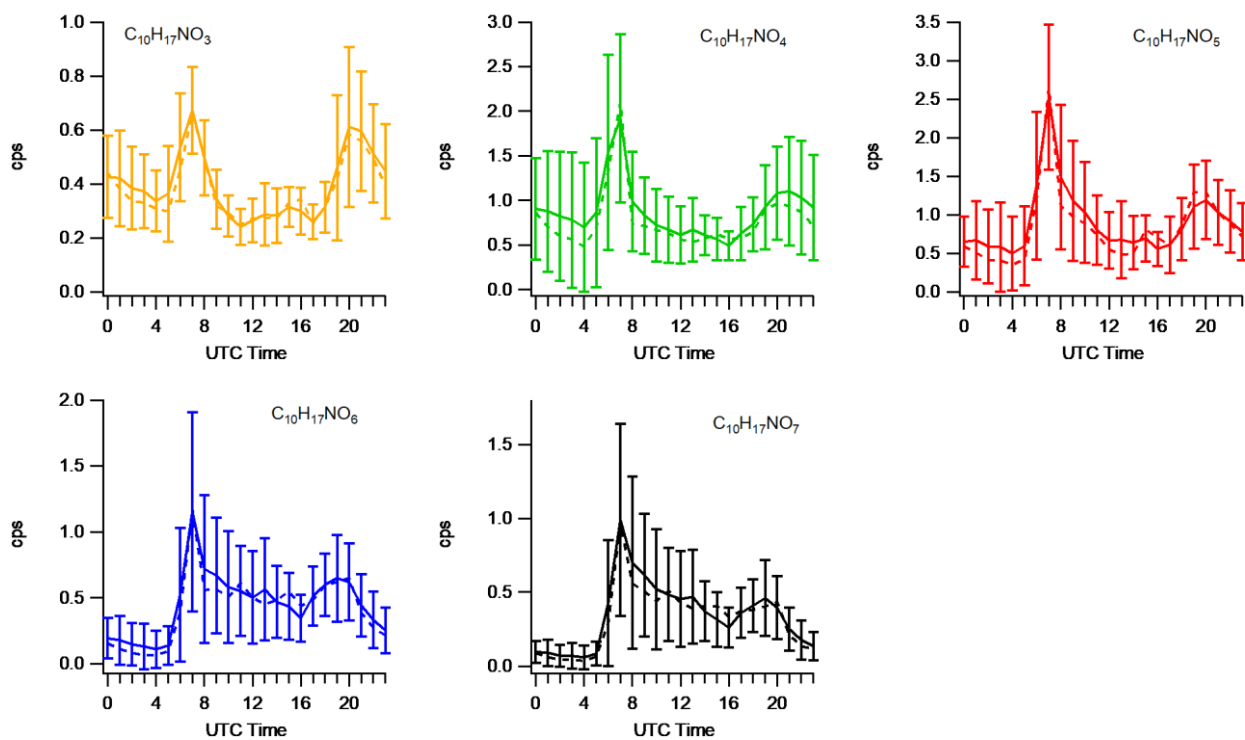 C₁₀H₁₇NO₃
cps
1.0
0.8
0.6
0.4
0.2
0.0
0 4 8 12 16 20
UTC Time
C₁₀H₁₇NO₄
cps
3.0
2.5
2.0
1.5
1.0
0.5
0.0
0 4 8 12 16 20
UTC Time
C₁₀H₁₇NO₅
cps
3.5
3.0
2.5
2.0
1.5
1.0
0.5
0.0
0 4 8 12 16 20
UTC Time
C₁₀H₁₇NO₆
cps
2.0
1.5
1.0
0.5
0.0
0 4 8 12 16 20
UTC Time
C₁₀H₁₇NO₇
cps
1.5
1.0
0.5
0.0
0 4 8 12 16 20
UTC Time